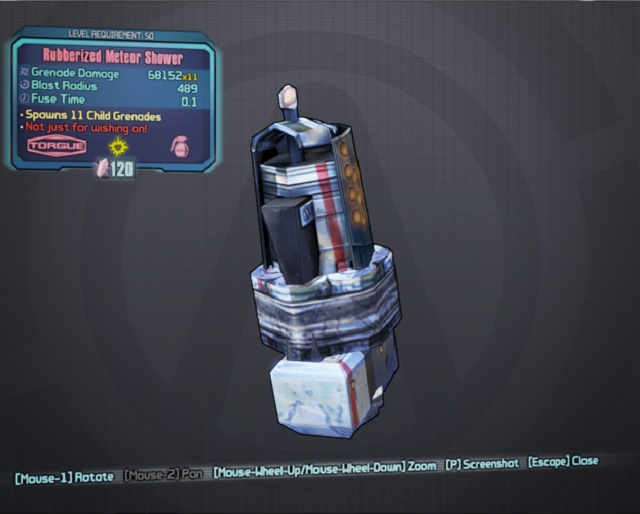 LEVEL REQUIREMENT: 50
Rubberized Meteor Shower
Grenade Damage 68152x11
Blast Radius 489
Fuse Time 0.1
• Spawns 11 Child Grenades
• Not just for wishing on!
TORGUE
120
[Mouse-1] Rotate [Mouse-2] Pan [Mouse-Wheel-Up/Mouse-Wheel-Down] Zoom [P] Screenshot [Escape] Close